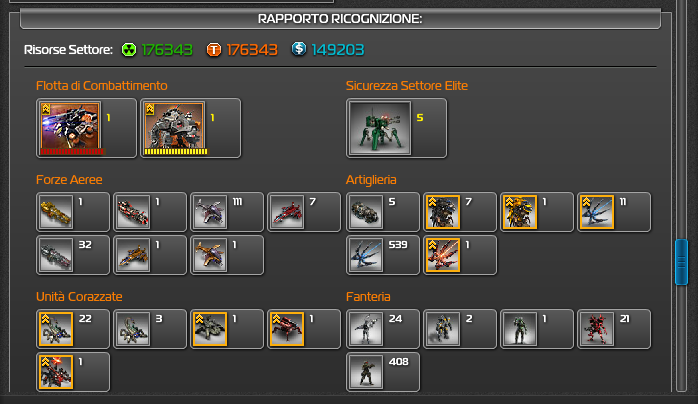 RAPPORTO RICOGNIZIONE:
Risorse Settore: 176343 T 176343 $ 149203
Flotta di Combattimento
1 1
Sicurezza Settore Elite
5
Forze Aeree
1 1 111 7
32 1 1
Artiglieria
5 7 1 11
539 1
Unità Corazzate
22 3 1 1
1
Fanteria
24 2 1 21
408